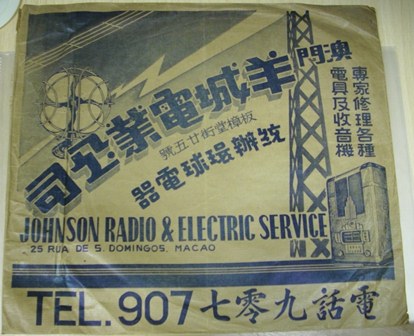 專家修理各種
電具及收音機
澳門羊城電業公司
板樟堂街廿五號
統辦環球電器
JOHNSON RADIO & ELECTRIC SERVICE
25 RUA DE S. DOMINGOS, MACAO
TEL. 907 電話九零七